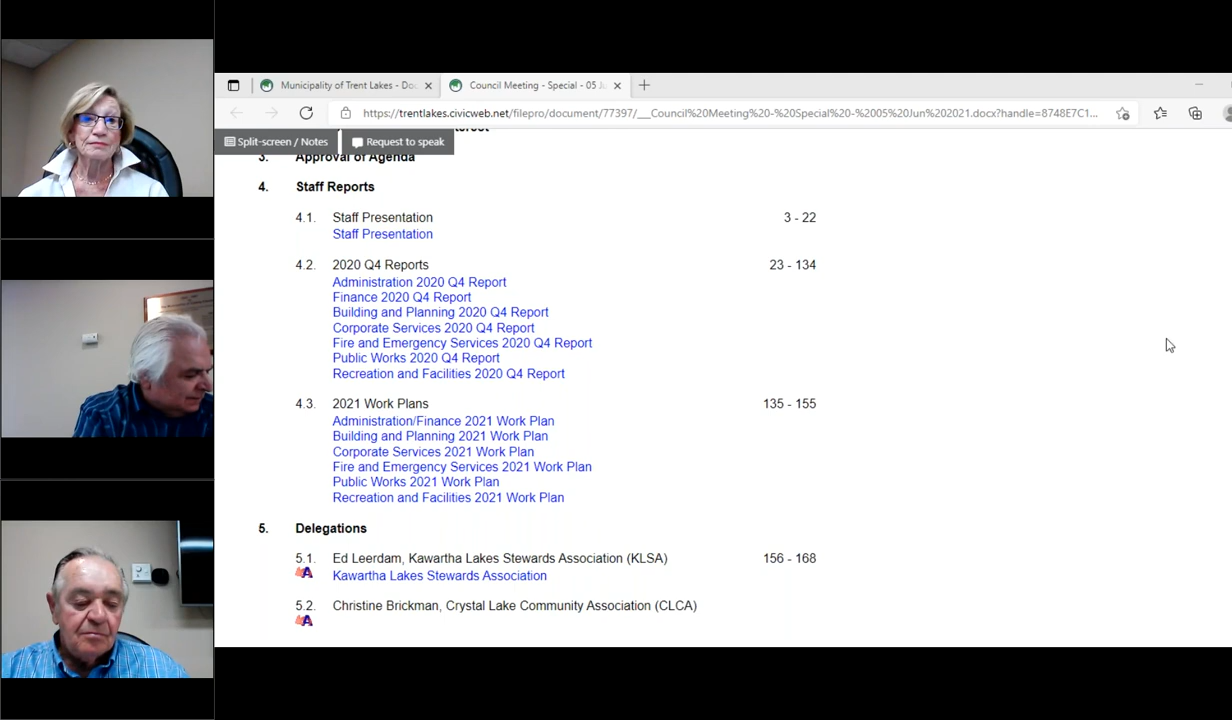 Municipality of Trent Lakes - Doc
Council Meeting - Special - 05 Ju
https://trentlakes.civicweb.net/filepro/document/77397/__Council%20Meeting%20-%20Special%20-%2005%20Jun%202021.docx?handle=8748E7C1...
Split-screen / Notes
Request to speak
3. Approval of Agenda
4. Staff Reports
4.1. Staff Presentation 3 - 22
Staff Presentation
4.2. 2020 Q4 Reports 23 - 134
Administration 2020 Q4 Report
Finance 2020 Q4 Report
Building and Planning 2020 Q4 Report
Corporate Services 2020 Q4 Report
Fire and Emergency Services 2020 Q4 Report
Public Works 2020 Q4 Report
Recreation and Facilities 2020 Q4 Report
4.3. 2021 Work Plans 135 - 155
Administration/Finance 2021 Work Plan
Building and Planning 2021 Work Plan
Corporate Services 2021 Work Plan
Fire and Emergency Services 2021 Work Plan
Public Works 2021 Work Plan
Recreation and Facilities 2021 Work Plan
5. Delegations
5.1. Ed Leerdam, Kawartha Lakes Stewards Association (KLSA) 156 - 168
Kawartha Lakes Stewards Association
5.2. Christine Brickman, Crystal Lake Community Association (CLCA)